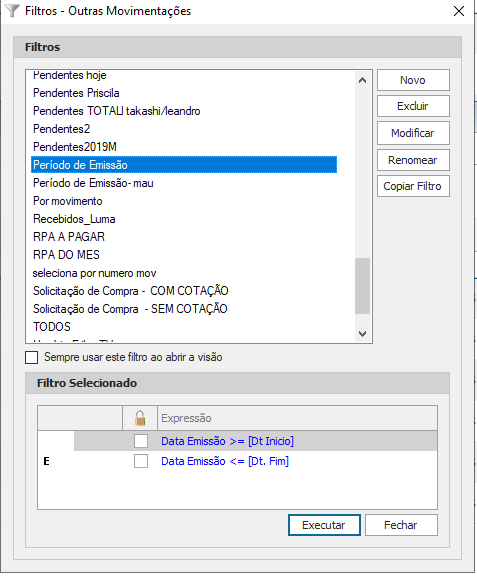 Filtros - Outras Movimentações
Filtros
Pendentes hoje
Pendentes Priscila
Pendentes TOTALI takashi/leandro
Pendentes2
Pendentes2019M
Período de Emissão
Período de Emissão- mau
Por movimento
Recebidos_Luma
RPA A PAGAR
RPA DO MES
seleciona por numero mov
Solicitação de Compra - COM COTAÇÃO
Solicitação de Compra - SEM COTAÇÃO
TODOS
Novo
Excluir
Modificar
Renomear
Copiar Filtro
Sempre usar este filtro ao abrir a visão
Filtro Selecionado
Expressão
Data Emissão >= [Dt Inicio]
E Data Emissão <= [Dt. Fim]
Executar
Fechar